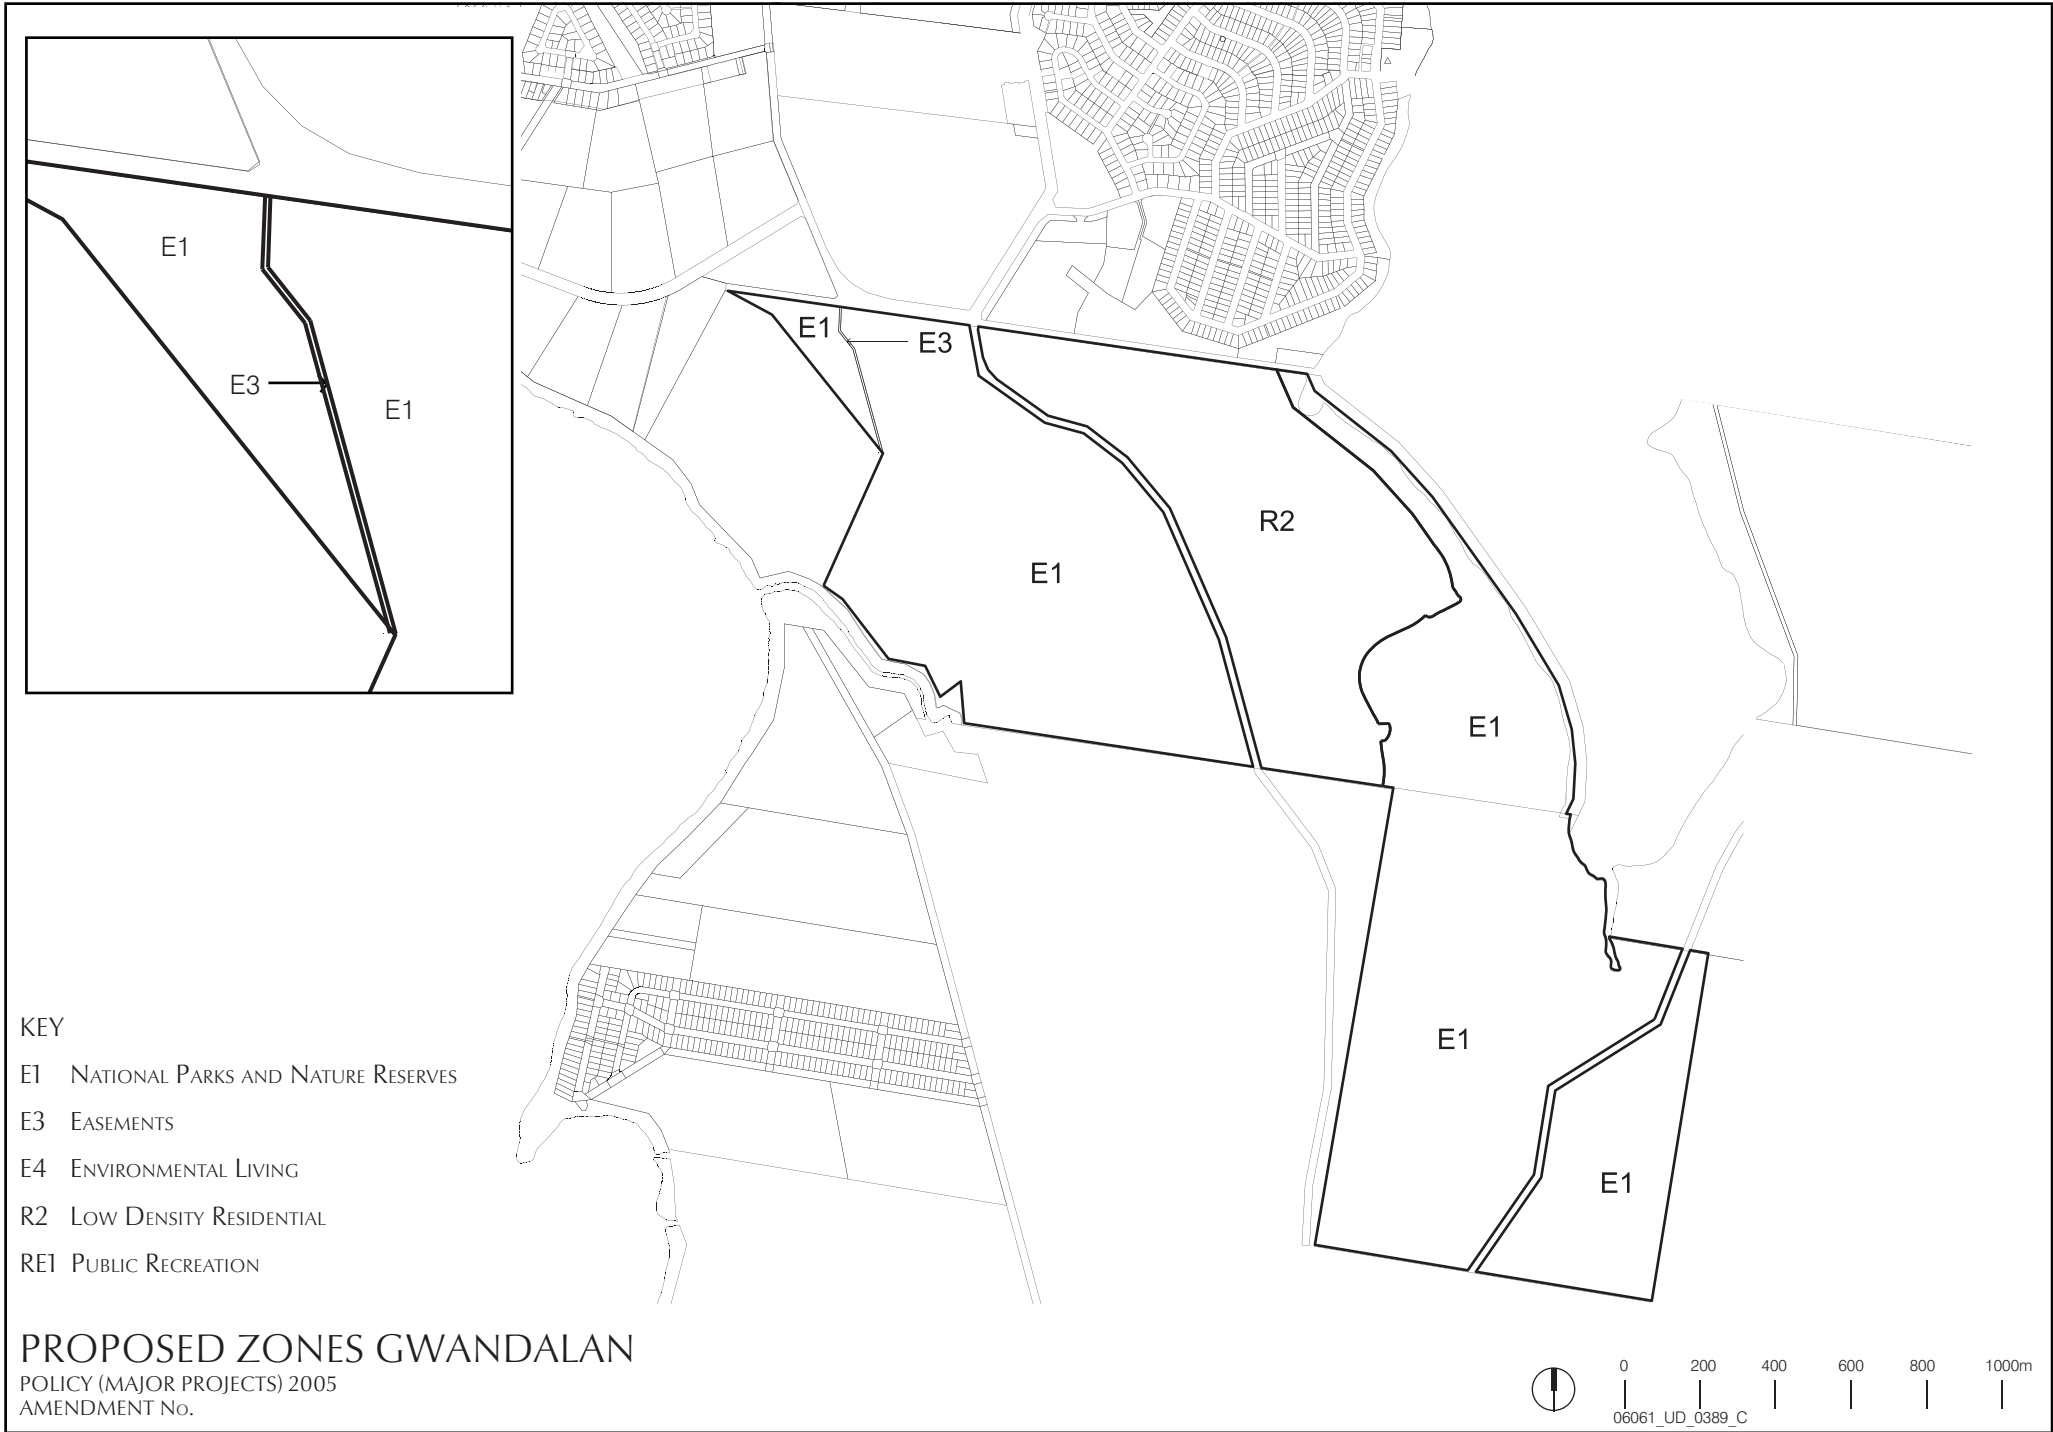 E1
E3
E1
E1
E3
R2
E1
E1
E1
E1
KEY
E1 National Parks and Nature Reserves
E3 Easements
E4 Environmental Living
R2 Low Density Residential
RE1 Public Recreation
PROPOSED ZONES GWANDALAN
POLICY (MAJOR PROJECTS) 2005
AMENDMENT No.
0 200 400 600 800 1000m
06061_UD_0389_C